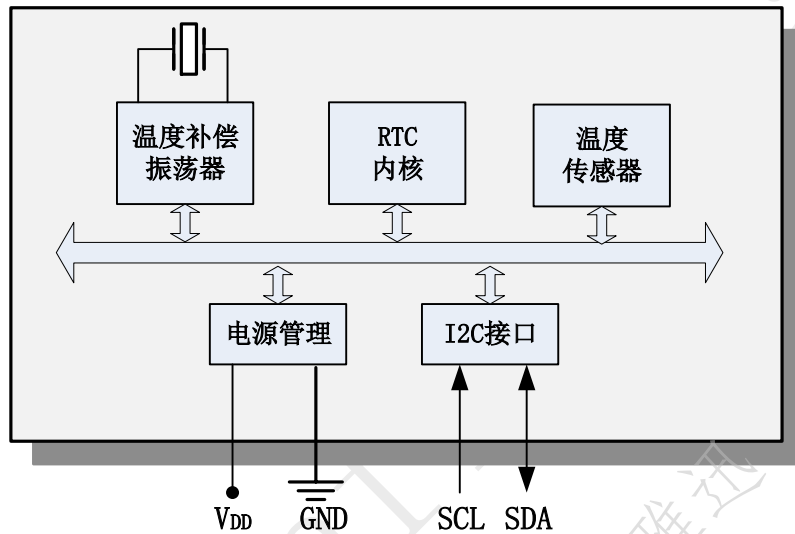 温度补偿
振荡器
RTC
内核
温度
传感器
电源管理
I2C接口
VDD
GND
SCL
SDA